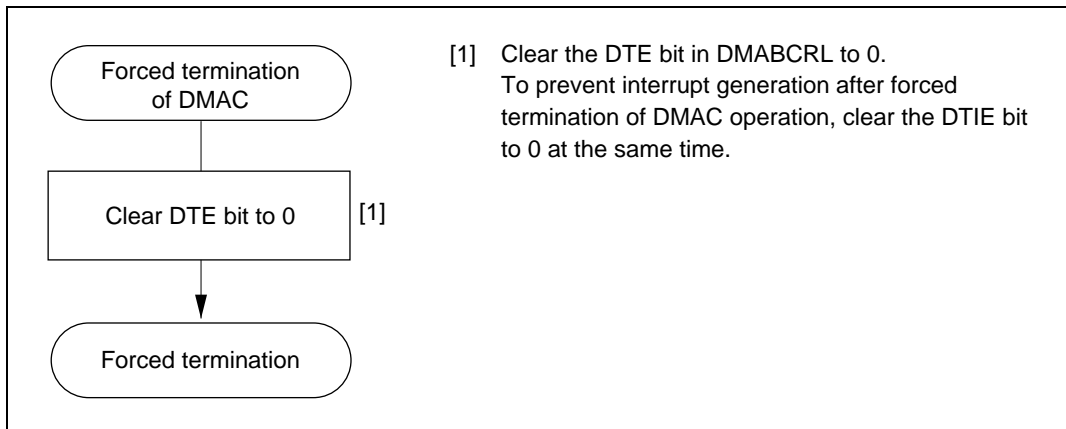 Forced termination
of DMAC
Clear DTE bit to 0
[1]
Forced termination
[1] Clear the DTE bit in DMABCRL to 0.
To prevent interrupt generation after forced
termination of DMAC operation, clear the DTIE bit
to 0 at the same time.